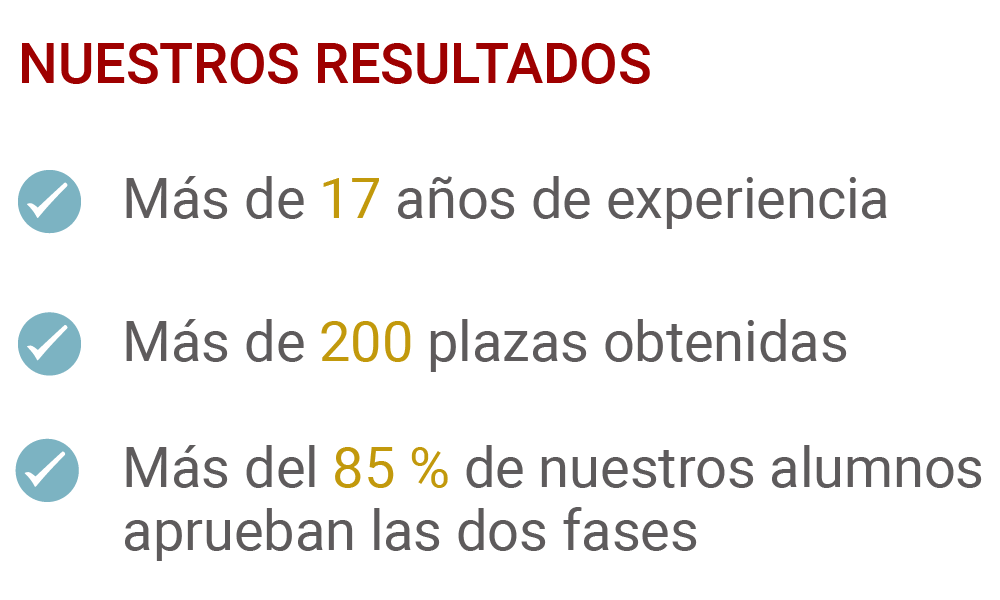 NUESTROS RESULTADOS
Más de 17 años de experiencia
Más de 200 plazas obtenidas
Más del 85 % de nuestros alumnos
aprueban las dos fases